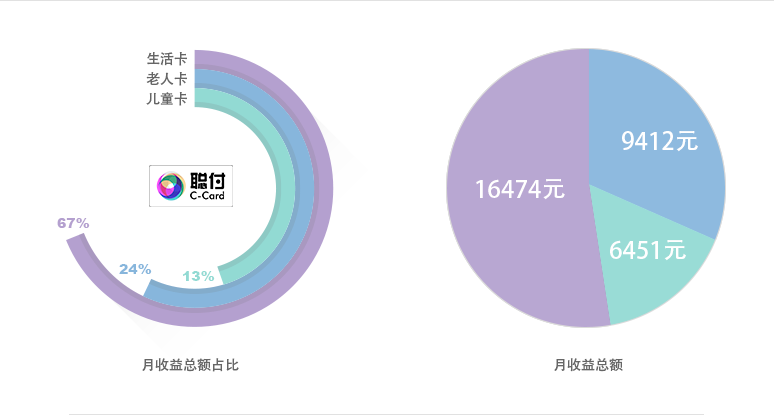 生活卡
老人卡
儿童卡
聪付
C-Card
67%
24%
13%
月收益总额占比
9412元
16474元
6451元
月收益总额